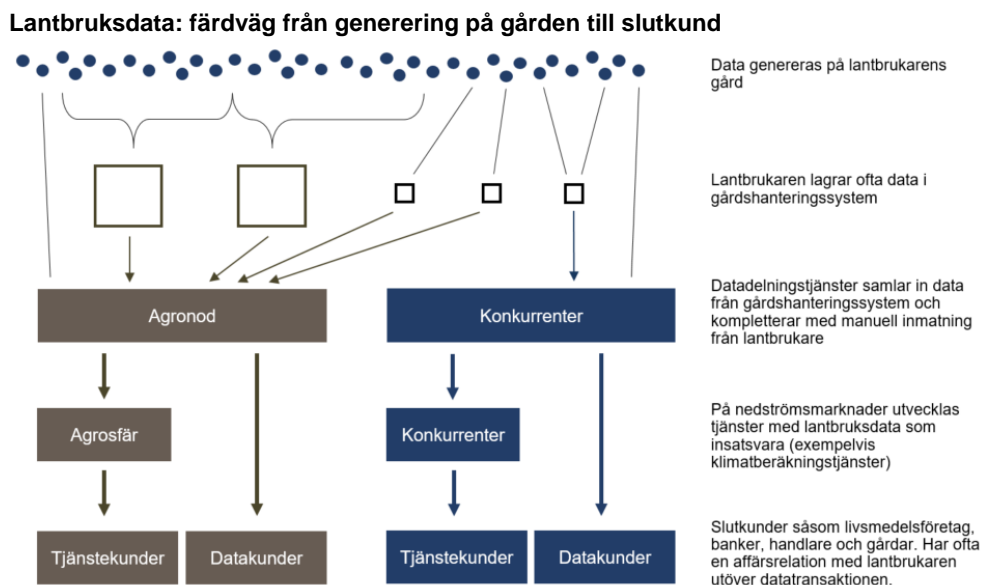 Lantbruksdata: färdväg från generering på gården till slutkund
Data genereras på lantbrukarens
gård
Lantbrukaren lagrar ofta data i
gårdshanteringssystem
Agronod
Konkurrenter
Datadelningstjänster samlar in data
från gårdshanteringssystem och
kompletterar med manuell inmatning
från lantbrukare
Agrosfär
Konkurrenter
På nedströmsmarknader utvecklas
tjänster med lantbruksdata som
insatsvara (exempelvis
klimatberäkningstjänster)
Tjänstekunder
Datakunder
Tjänstekunder
Datakunder
Slutkunder såsom livsmedelsföretag,
banker, handlare och gårdar. Har ofta
en affärsrelation med lantbrukaren
utöver datatransaktionen.